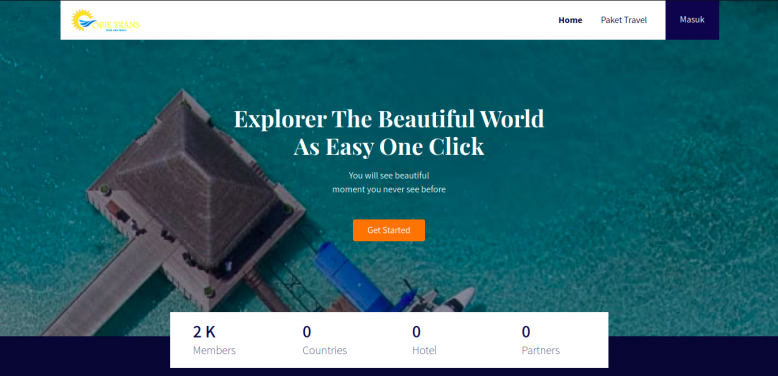 Home
Paket Travel
Masuk
Explorer The Beautiful World
As Easy One Click
You will see beautiful
moment you never see before
Get Started
2 K
0
0
0
Members
Countries
Hotel
Partners